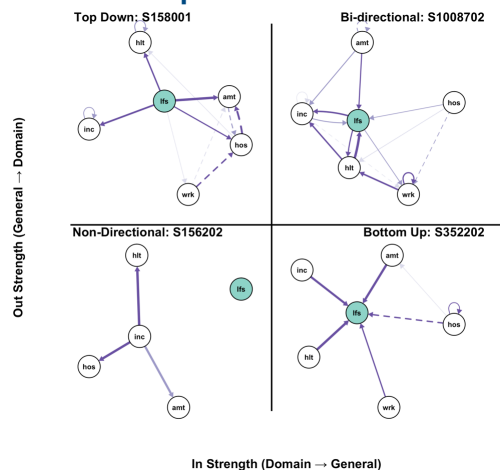 Top Down: S158001
hlt
lfs
amt
inc
hos
wrk
Bi-directional: S1008702
amt
inc
lfs
hos
hlt
wrk
Out Strength (General → Domain)
Non-Directional: S156202
hlt
lfs
inc
hos
amt
Bottom Up: S352202
amt
inc
lfs
hos
hlt
wrk
In Strength (Domain → General)